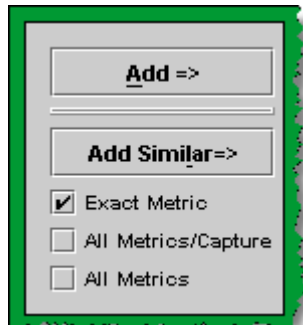 Add =>
Add Similar=>
Exact Metric
All Metrics/Capture
All Metrics